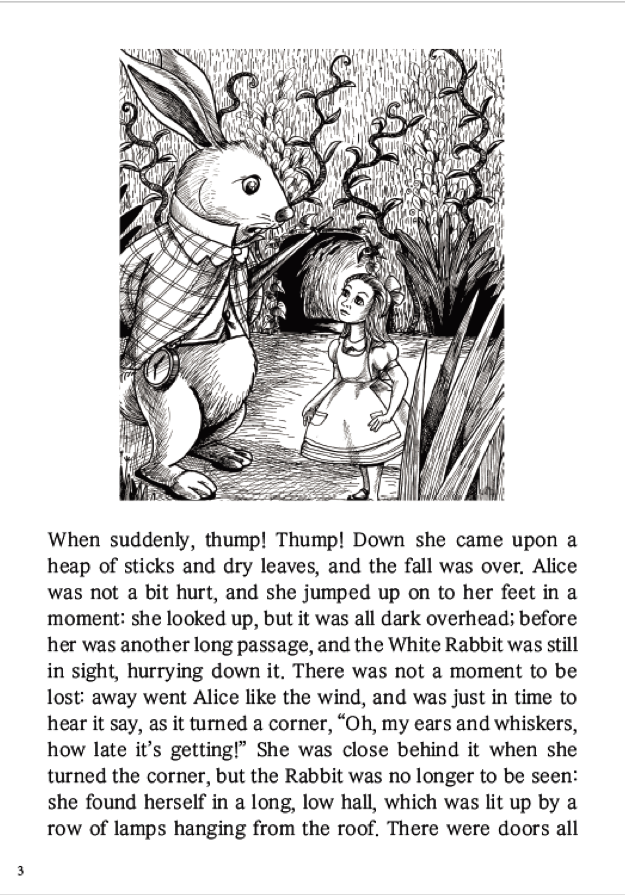 When suddenly, thump! Thump! Down she came upon a
heap of sticks and dry leaves, and the fall was over. Alice
was not a bit hurt, and she jumped up on to her feet in a
moment: she looked up, but it was all dark overhead; before
her was another long passage, and the White Rabbit was still
in sight, hurrying down it. There was not a moment to be
lost: away went Alice like the wind, and was just in time to
hear it say, as it turned a corner, “Oh, my ears and whiskers,
how late it’s getting!” She was close behind it when she
turned the corner, but the Rabbit was no longer to be seen:
she found herself in a long, low hall, which was lit up by a
row of lamps hanging from the roof. There were doors all
3